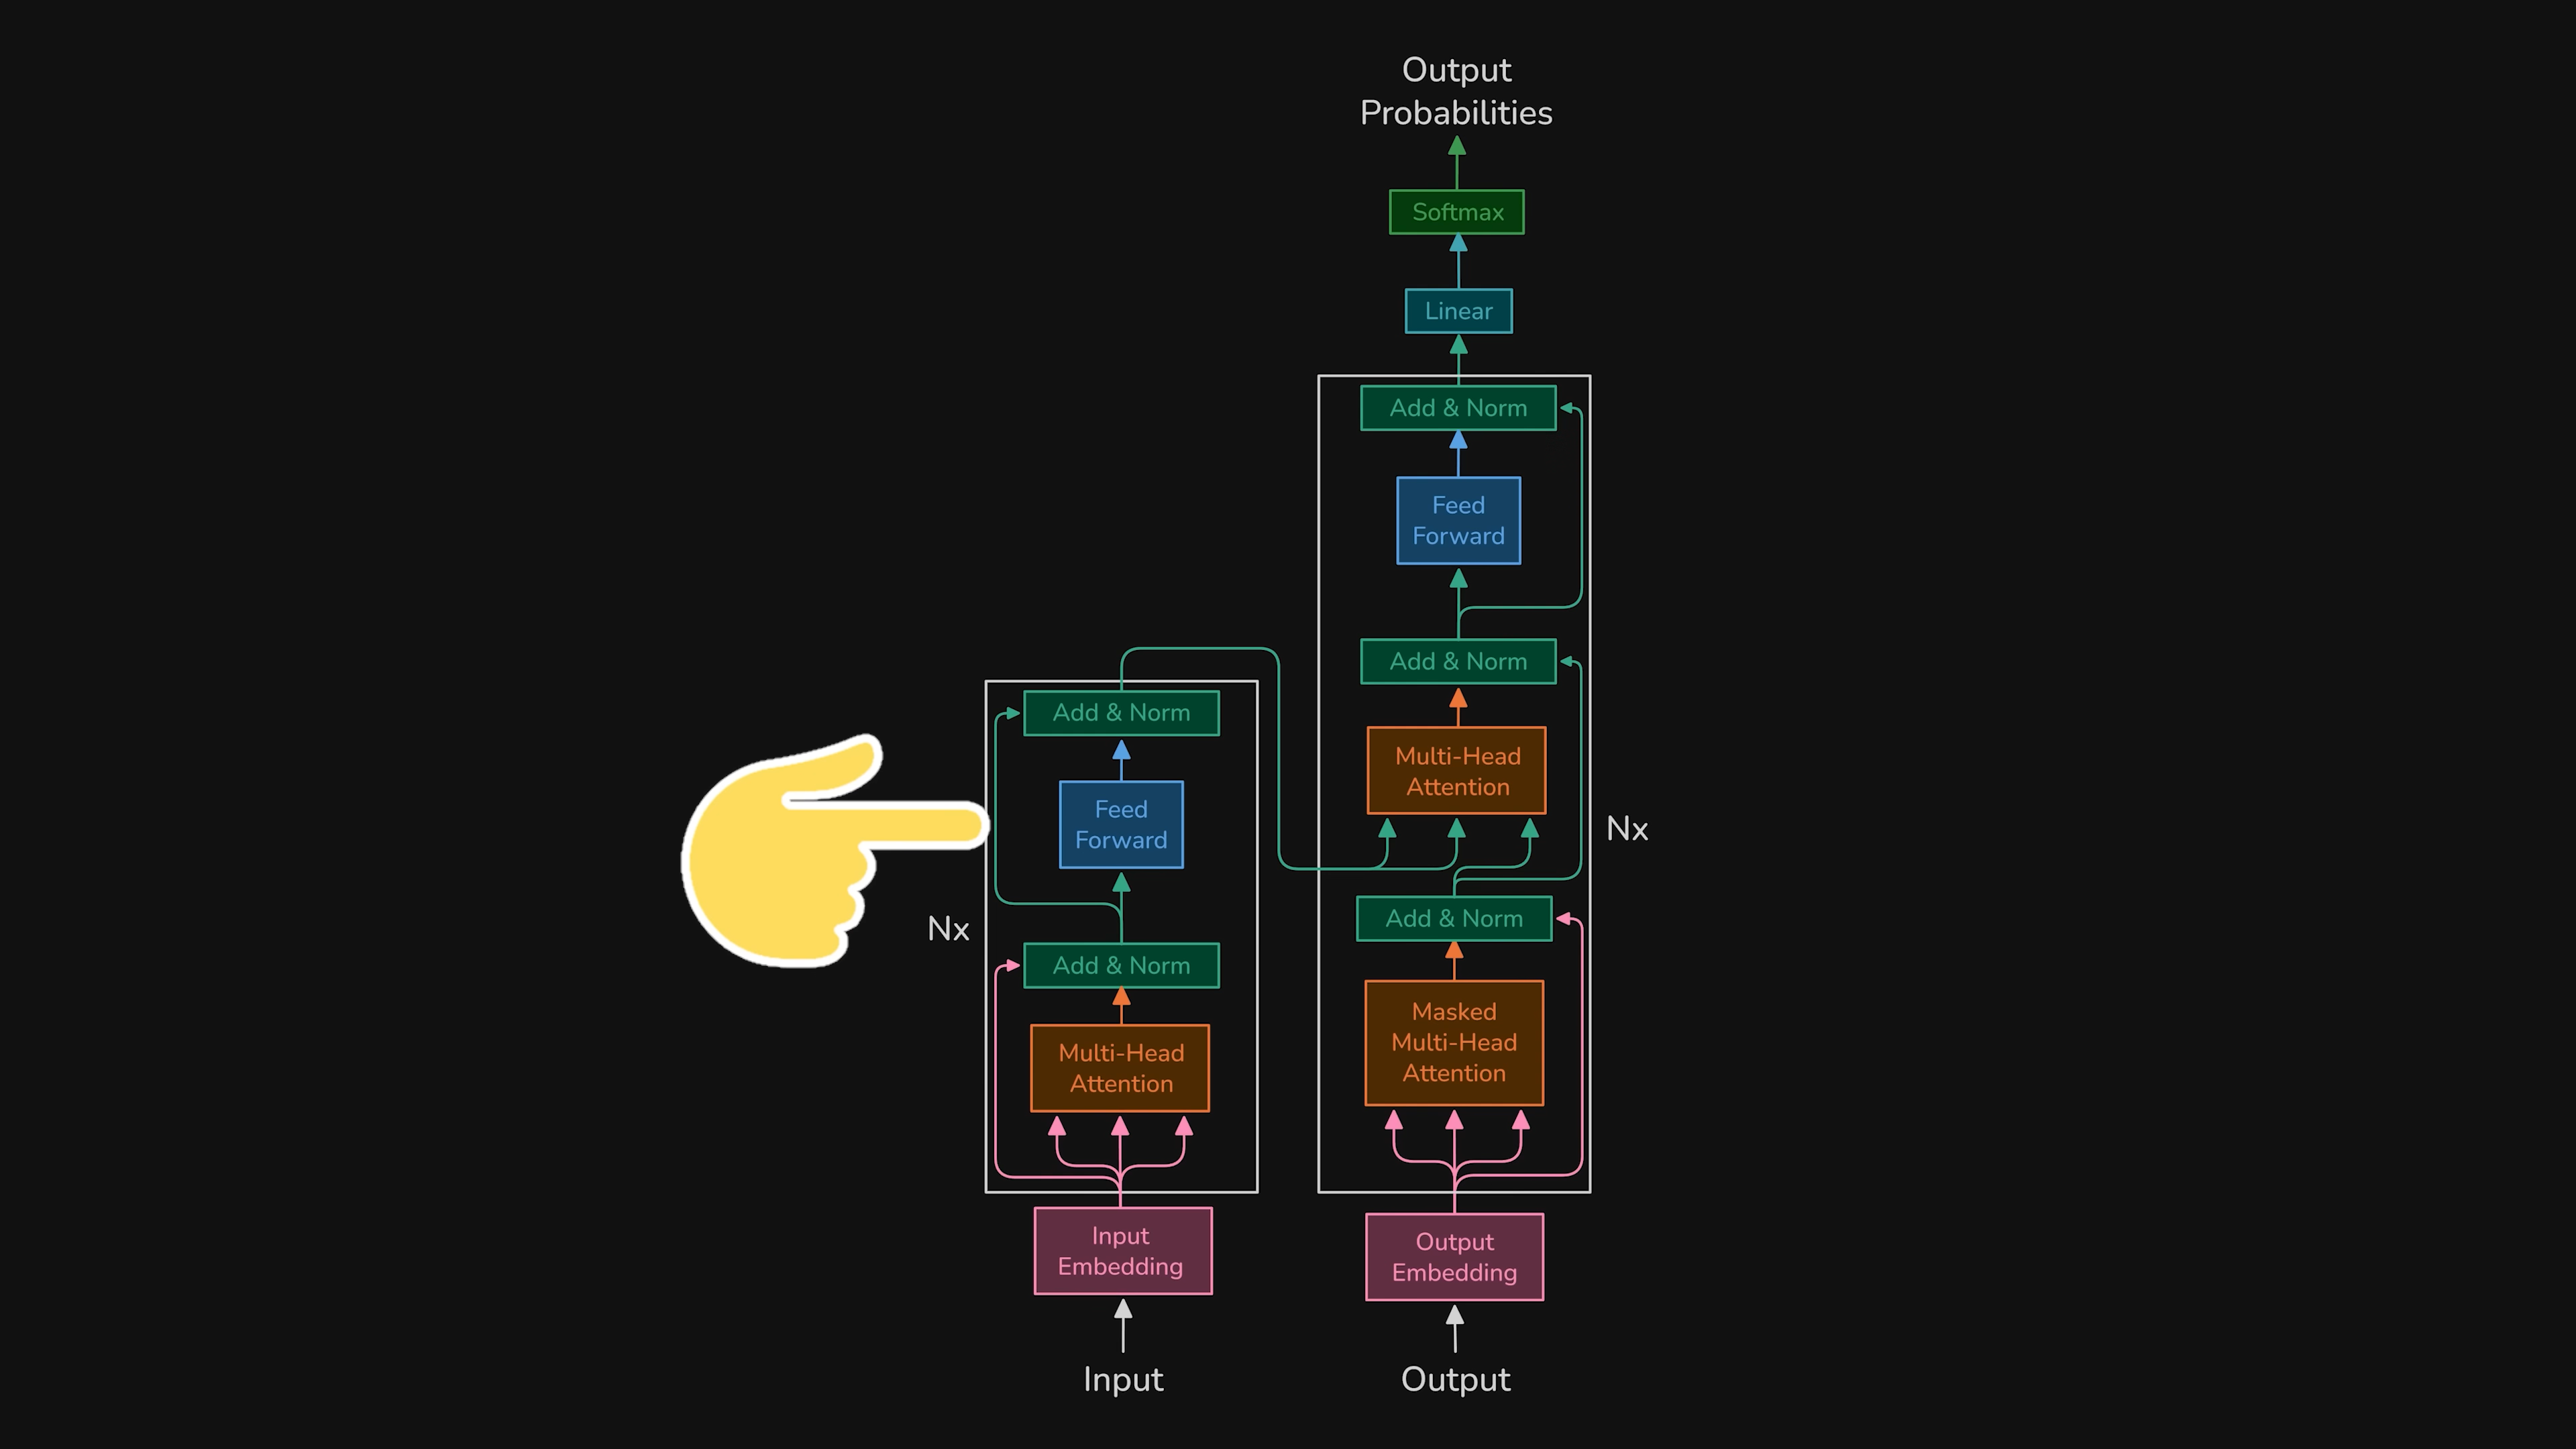 Output
Probabilities
Softmax
Linear
Add & Norm
Feed
Forward
Add & Norm
Multi-Head
Attention
Nx
Add & Norm
Masked
Multi-Head
Attention
Output
Embedding
Output
Add & Norm
Feed
Forward
Nx
Add & Norm
Multi-Head
Attention
Input
Embedding
Input